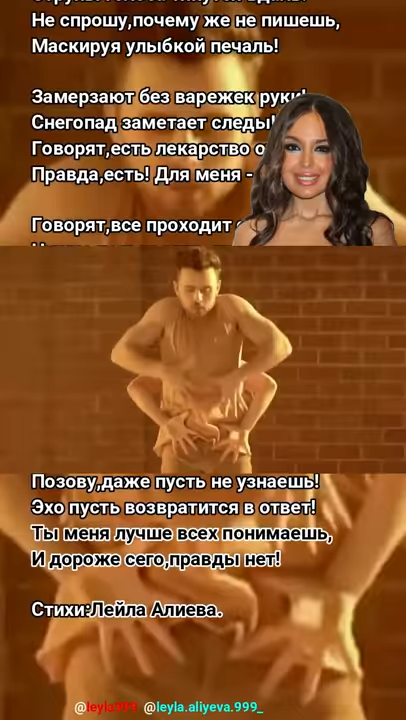 Не спрошу,почему же не пишешь,
Маскируя улыбкой печаль!
Замерзают без варежек руки!
Снегопад заметает следы!
Говорят,есть лекарство о
Правда,есть! Для меня -
Говорят,все проходит
Позову,даже пусть не узнаешь!
Эхо пусть возвратится в ответ!
Ты меня лучше всех понимаешь,
И дороже сего,правды нет!
Стихи:Лейла Алиева.
@leyla999 @leyla.aliyeva.999_